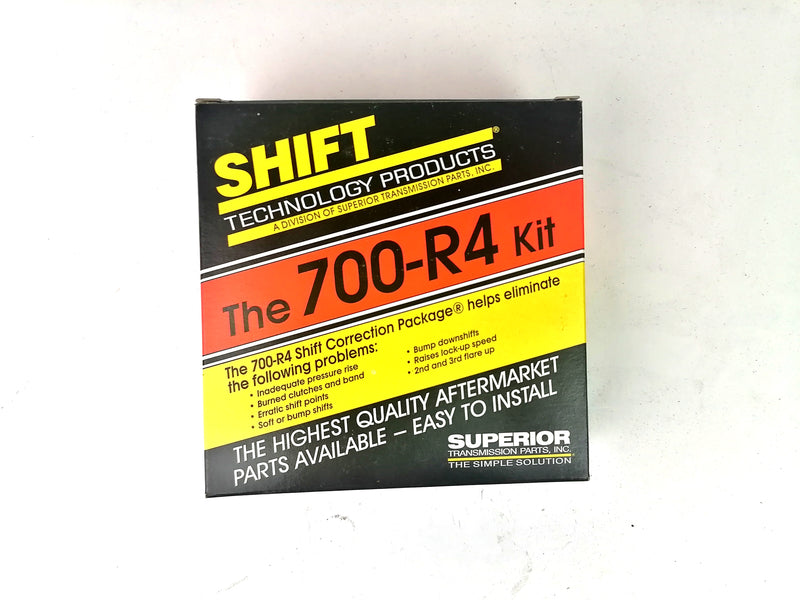 SHIFT®
TECHNOLOGY PRODUCTS
A DIVISION OF SUPERIOR TRANSMISSION PARTS, INC.
The 700-R4 Kit
The 700-R4 Shift Correction Package® helps eliminate
the following problems:
• Inadequate pressure rise
• Burned clutches and band
• Erratic shift points
• Soft or bump shifts
• Bump downshifts
• Raises lock-up speed
• 2nd and 3rd flare up
THE HIGHEST QUALITY AFTERMARKET
PARTS AVAILABLE – EASY TO INSTALL
SUPERIOR
TRANSMISSION PARTS, INC.
THE SIMPLE SOLUTION